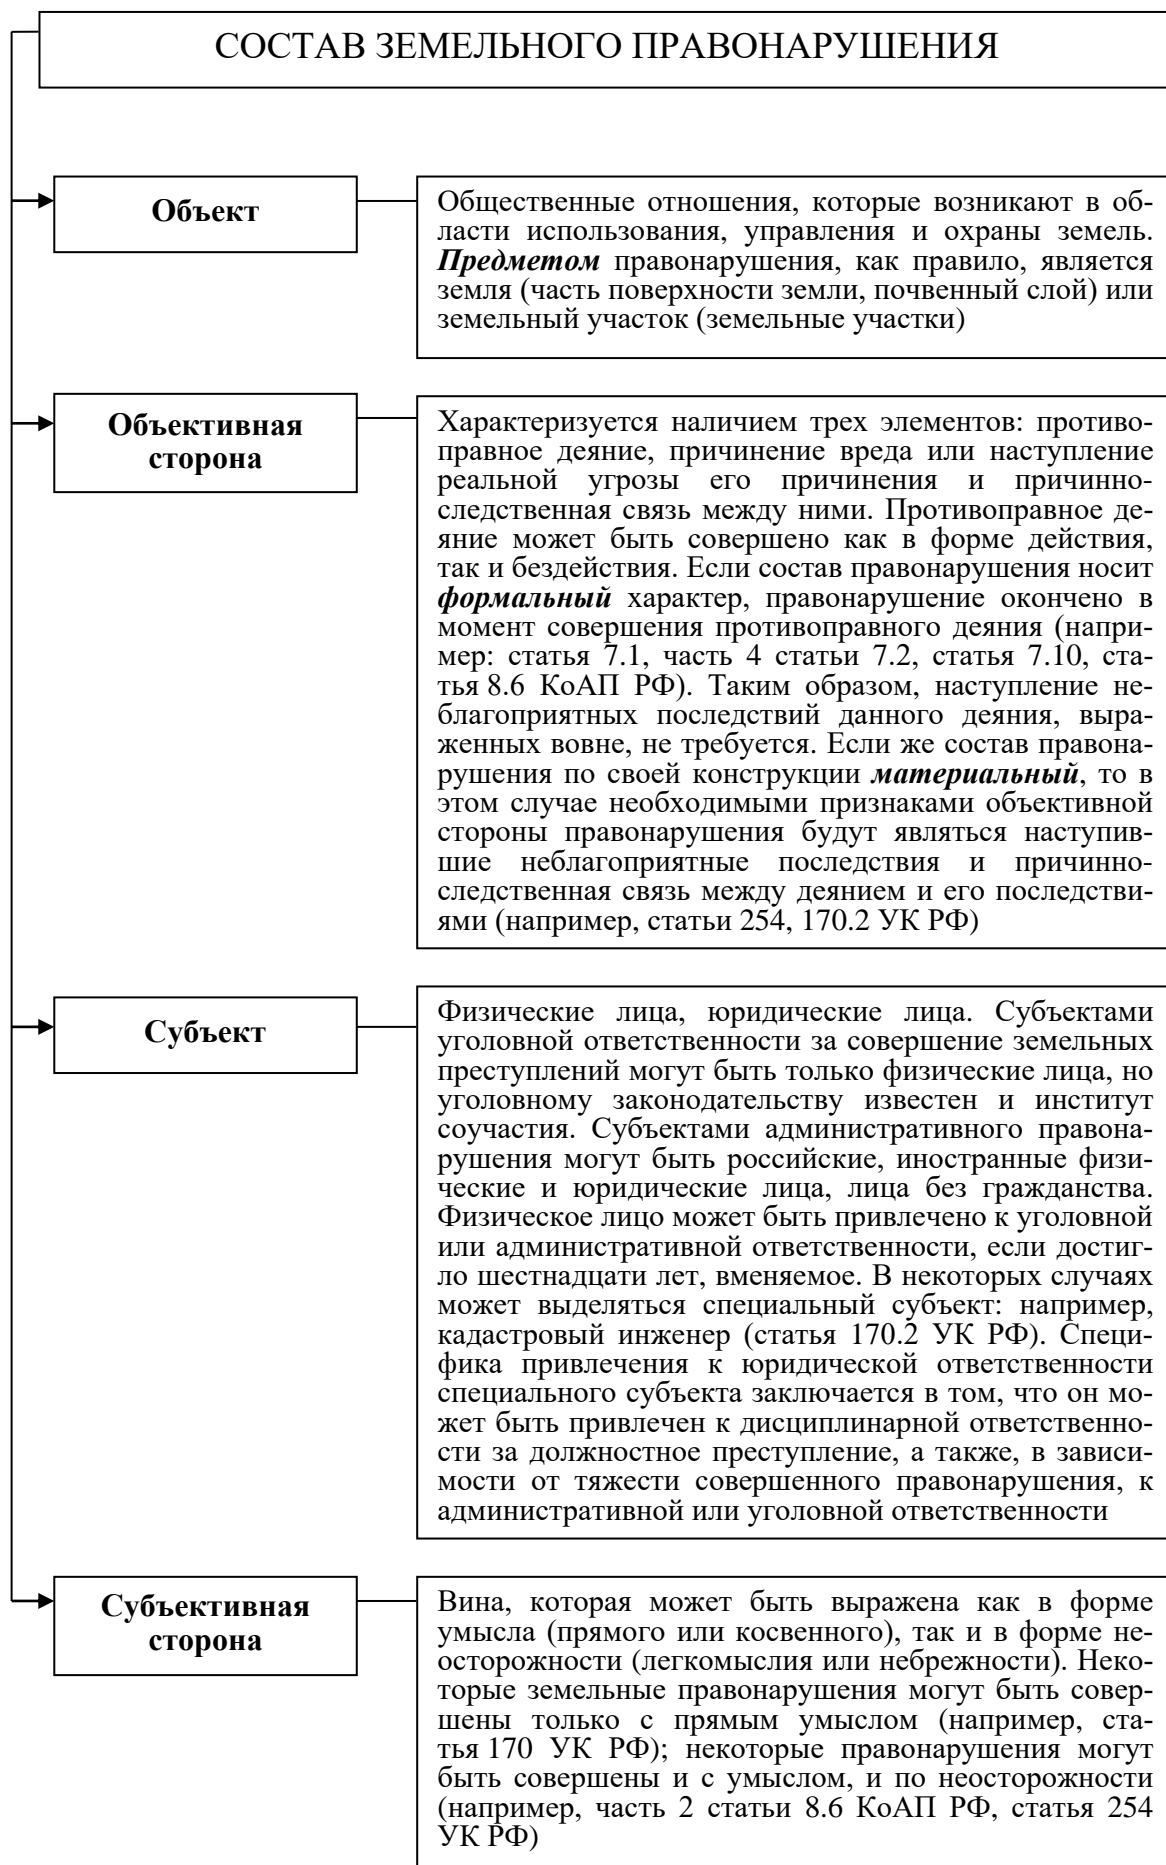 СОСТАВ ЗЕМЕЛЬНОГО ПРАВОНАРУШЕНИЯ
Объект
Общественные отношения, которые возникают в об-
ласти использования, управления и охраны земель.
Предметом правонарушения, как правило, является
земля (часть поверхности земли, почвенный слой) или
земельный участок (земельные участки)
Объективная
сторона
Характеризуется наличием трех элементов: противо-
правное деяние, причинение вреда или наступление
реальной угрозы его причинения и причинно-
следственная связь между ними. Противоправное де-
яние может быть совершено как в форме действия,
так и бездействия. Если состав правонарушения носит
формальный характер, правонарушение окончено в
момент совершения противоправного деяния (напри-
мер: статья 7.1, часть 4 статьи 7.2, статья 7.10, ста-
тья 8.6 КоАП РФ). Таким образом, наступление не-
благоприятных последствий данного деяния, выра-
женных вовне, не требуется. Если же состав правона-
рушения по своей конструкции материальный, то в
этом случае необходимыми признаками объективной
стороны правонарушения будут являться наступив-
шие неблагоприятные последствия и причинно-
следственная связь между деянием и его последстви-
ями (например, статьи 254, 170.2 УК РФ)
Субъект
Физические лица, юридические лица. Субъектами
уголовной ответственности за совершение земельных
преступлений могут быть только физические лица, но
уголовному законодательству известен и институт
соучастия. Субъектами административного правона-
рушения могут быть российские, иностранные физи-
ческие и юридические лица, лица без гражданства.
Физическое лицо может быть привлечено к уголовной
или административной ответственности, если достиг-
ло шестнадцати лет, вменяемое. В некоторых случаях
может выделяться специальный субъект: например,
кадастровый инженер (статья 170.2 УК РФ). Специ-
фика привлечения к юридической ответственности
специального субъекта заключается в том, что он мо-
жет быть привлечен к дисциплинарной ответственно-
сти за должностное преступление, а также, в зависи-
мости от тяжести совершенного правонарушения, к
административной или уголовной ответственности
Субъективная
сторона
Вина, которая может быть выражена как в форме
умысла (прямого или косвенного), так и в форме не-
осторожности (легкомыслия или небрежности). Неко-
торые земельные правонарушения могут быть совер-
шены только с прямым умыслом (например, ста-
тья 170 УК РФ); некоторые правонарушения могут
быть совершены и с умыслом, и по неосторожности
(например, часть 2 статьи 8.6 КоАП РФ, статья 254
УК РФ)